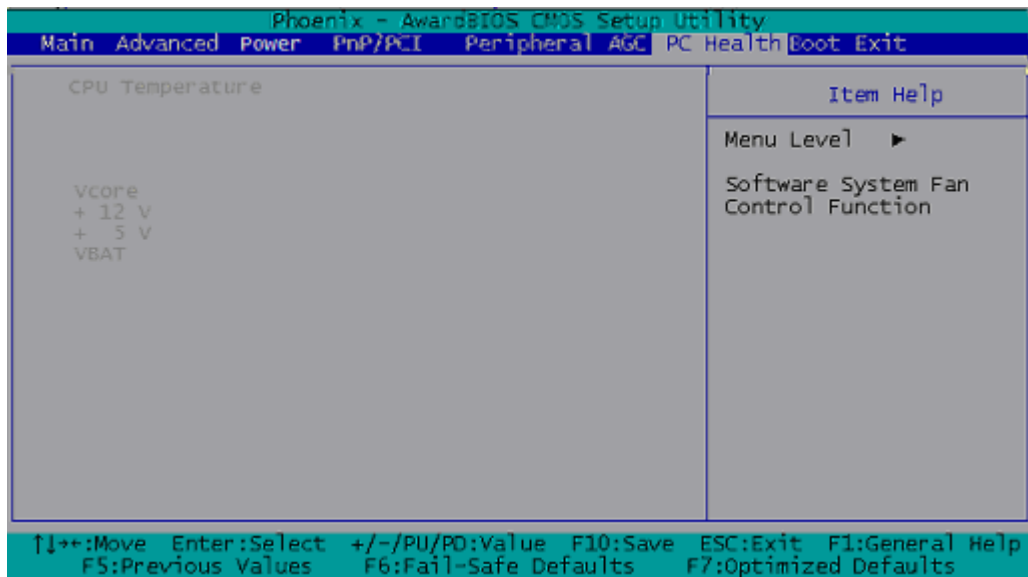 Phoenix - AwardBIOS CMOS Setup Utility
Main Advanced Power PnP/PCI Peripheral AGC PC Health Boot Exit
CPU Temperature
Vcore
+ 12 V
+ 5 V
VBAT
Item Help
Menu Level ►
Software System Fan
Control Function
↑↓→←:Move Enter:Select +/-/PU/PD:Value F10:Save ESC:Exit F1:General Help
F5:Previous Values F6:Fail-Safe Defaults F7:Optimized Defaults